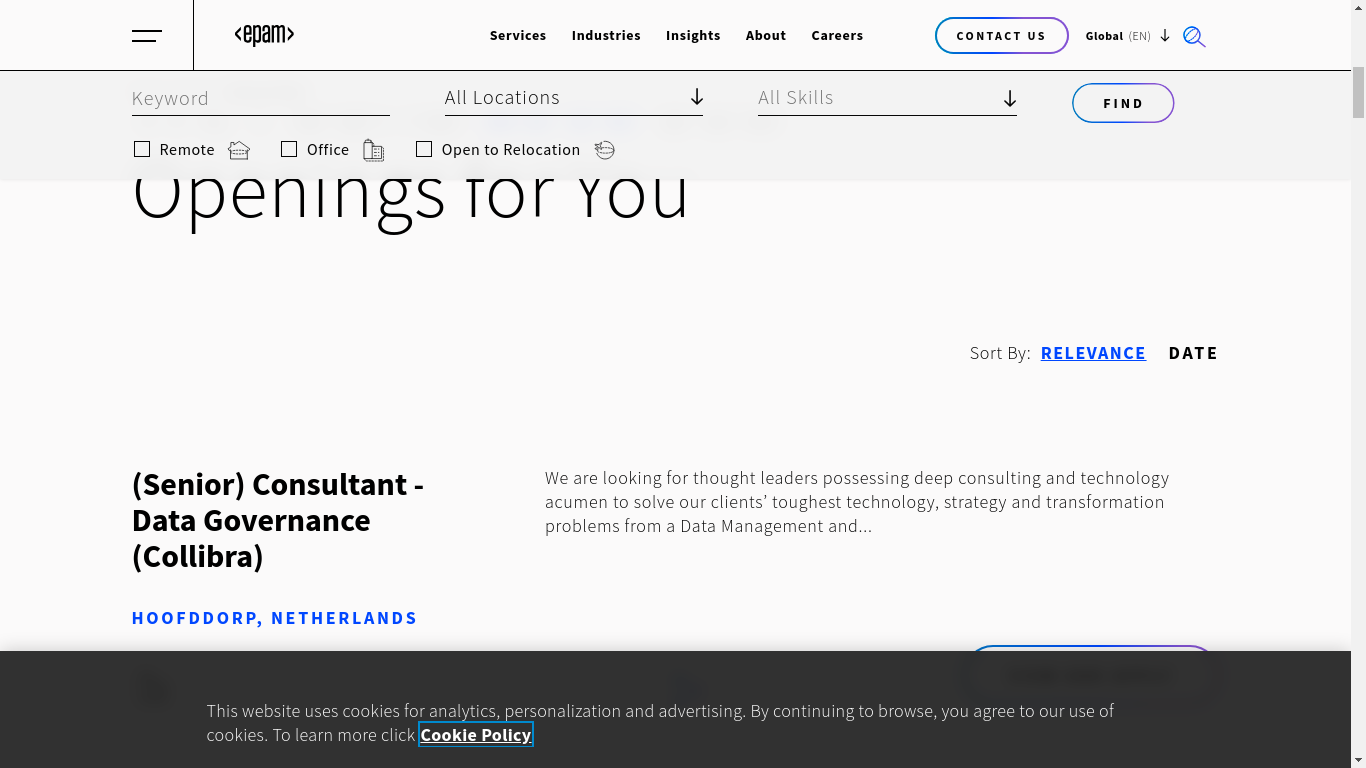 <epam>
Services Industries Insights About Careers
CONTACT US
Global (EN)
Keyword
All Locations
All Skills
FIND
Remote
Office
Open to Relocation
Openings for You
Sort By: RELEVANCE DATE
(Senior) Consultant -
Data Governance
(Collibra)
We are looking for thought leaders possessing deep consulting and technology
acumen to solve our clients’ toughest technology, strategy and transformation
problems from a Data Management and...
HOOFDDORP, NETHERLANDS
This website uses cookies for analytics, personalization and advertising. By continuing to browse, you agree to our use of
cookies. To learn more click Cookie Policy